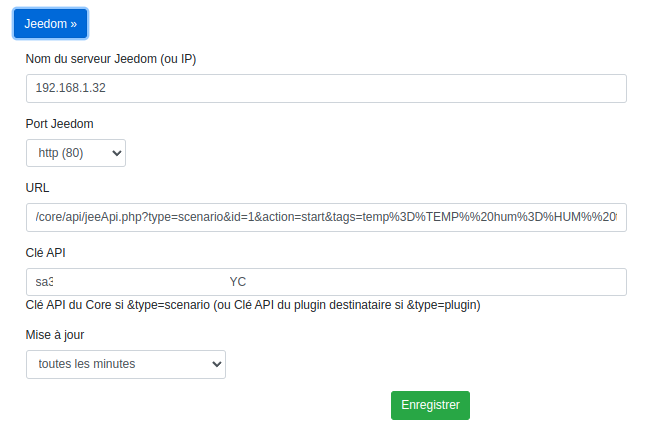 Jeedom »
Nom du serveur Jeedom (ou IP)
192.168.1.32
Port Jeedom
http (80)
URL
/core/api/jeeApi.php?type=scenario&id=1&action=start&tags=temp%3D%TEMP%%20hum%3D%HUM%%20t
Clé API
sa3 YC
Clé API du Core si &type=scenario (ou Clé API du plugin destinataire si &type=plugin)
Mise à jour
toutes les minutes
Enregistrer